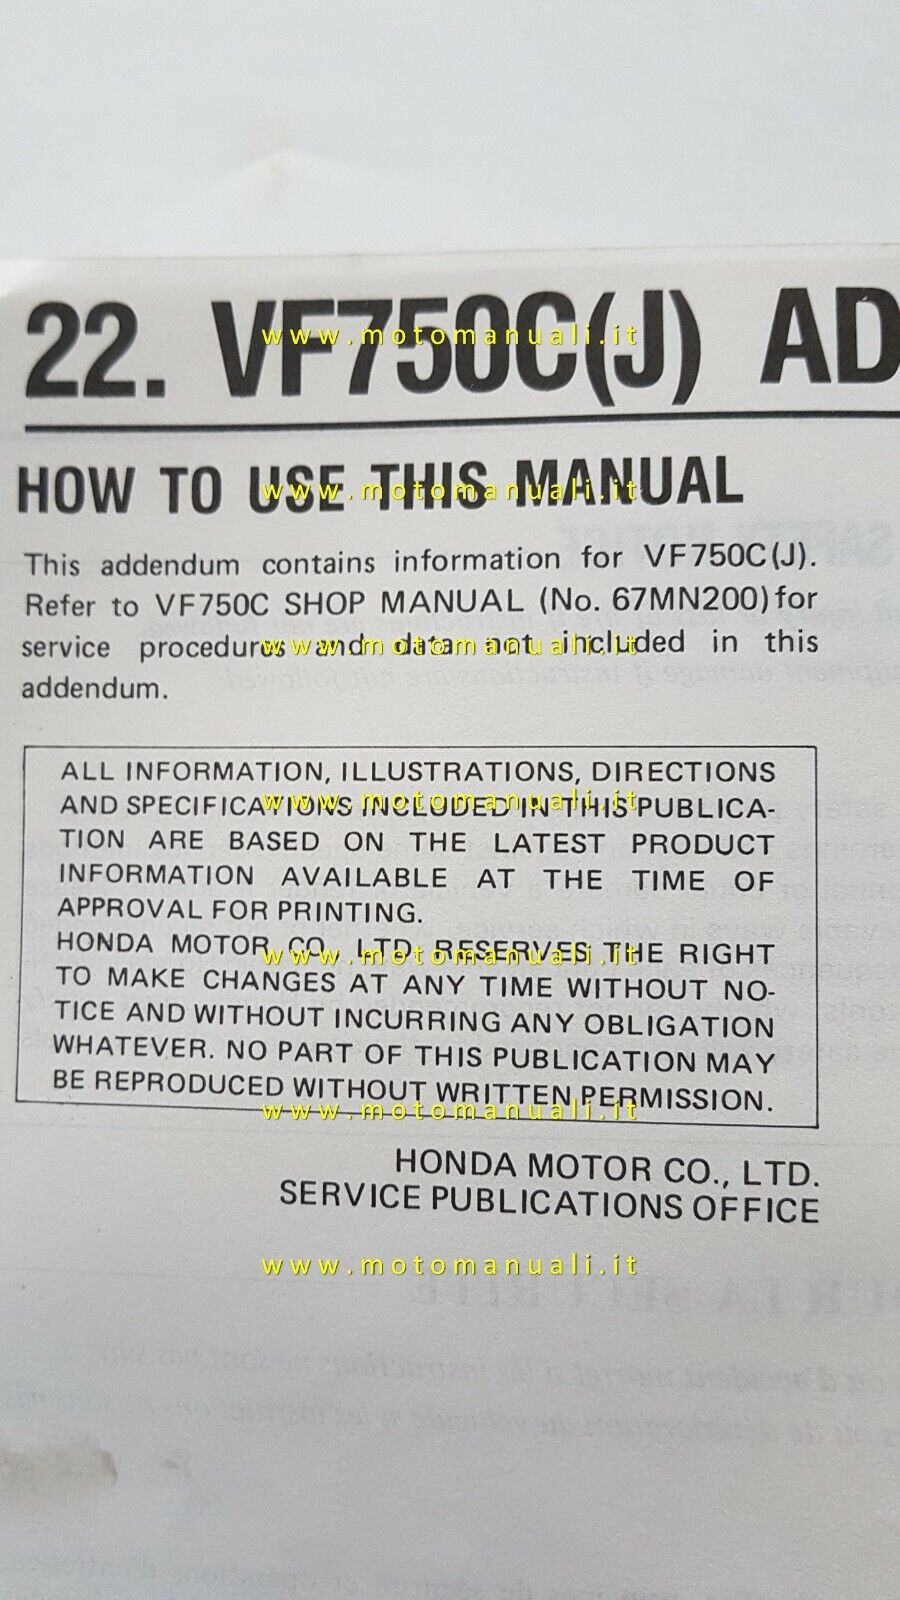 22. VF750C(J) AD
HOW TO USE THIS MANUAL
This addendum contains information for VF750C(J).
Refer to VF750C SHOP MANUAL (No. 67MN200) for
service procedures and data not included in this
addendum.
ALL INFORMATION, ILLUSTRATIONS, DIRECTIONS
AND SPECIFICATIONS INCLUDED IN THIS PUBLICA-
TION ARE BASED ON THE LATEST PRODUCT
INFORMATION AVAILABLE AT THE TIME OF
APPROVAL FOR PRINTING.
HONDA MOTOR CO., LTD. RESERVES THE RIGHT
TO MAKE CHANGES AT ANY TIME WITHOUT NO-
TICE AND WITHOUT INCURRING ANY OBLIGATION
WHATEVER. NO PART OF THIS PUBLICATION MAY
BE REPRODUCED WITHOUT WRITTEN PERMISSION.
HONDA MOTOR CO., LTD.
SERVICE PUBLICATIONS OFFICE
www.motomanuali.it
www.motomanuali.it
www.motomanuali.it
www.motomanuali.it
www.motomanuali.it
www.motomanuali.it
www.motomanuali.it